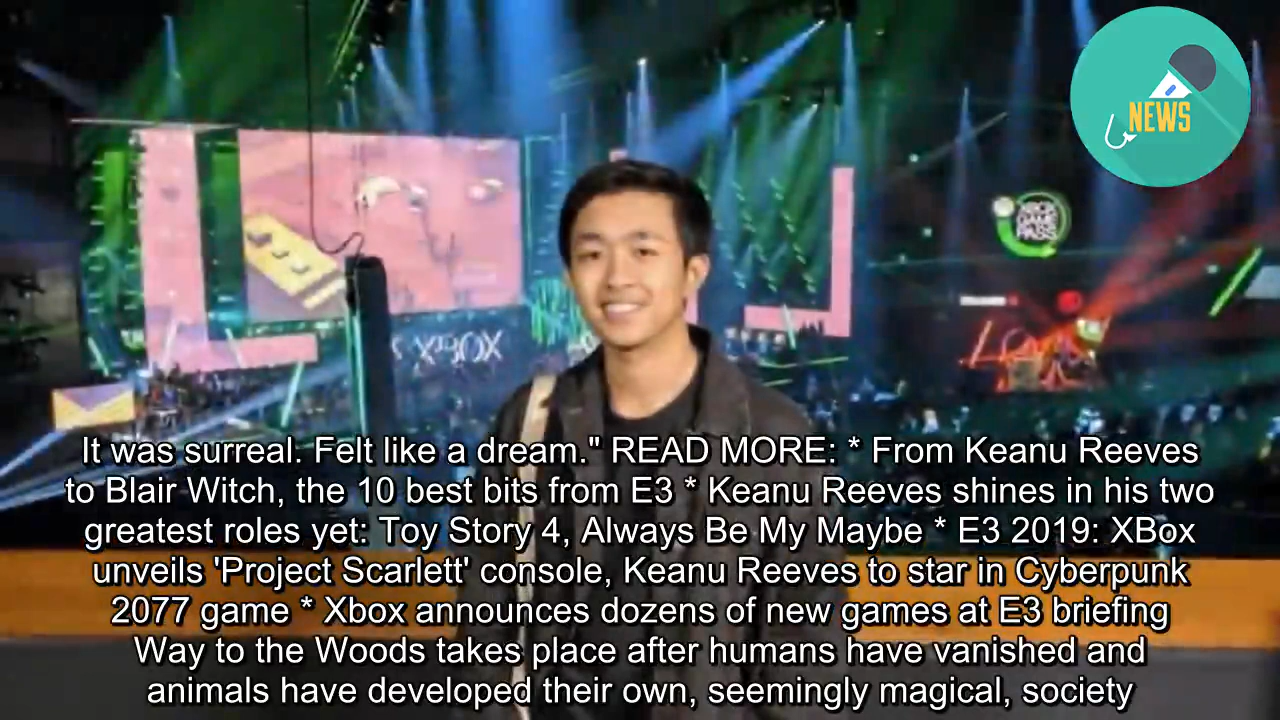 NEWS
XBOX
GAME
PASS
XBOX
It was surreal. Felt like a dream." READ MORE: * From Keanu Reeves
to Blair Witch, the 10 best bits from E3 * Keanu Reeves shines in his two
greatest roles yet: Toy Story 4, Always Be My Maybe * E3 2019: XBox
unveils 'Project Scarlett' console, Keanu Reeves to star in Cyberpunk
2077 game * Xbox announces dozens of new games at E3 briefing
Way to the Woods takes place after humans have vanished and
animals have developed their own, seemingly magical, society